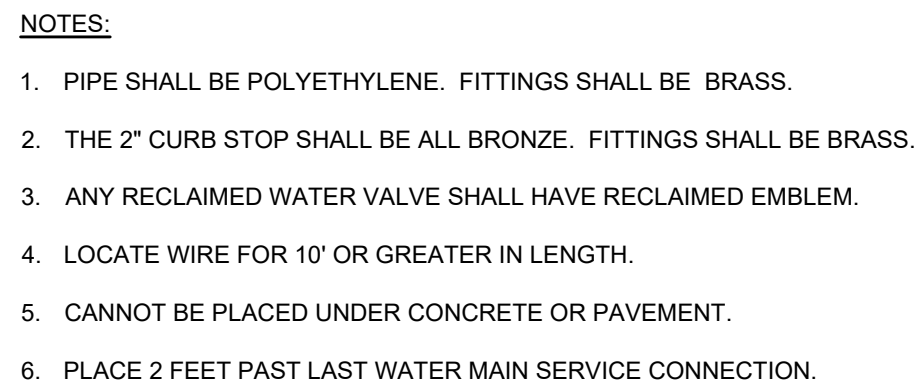 NOTES:
1. PIPE SHALL BE POLYETHYLENE. FITTINGS SHALL BE BRASS.
2. THE 2" CURB STOP SHALL BE ALL BRONZE. FITTINGS SHALL BE BRASS.
3. ANY RECLAIMED WATER VALVE SHALL HAVE RECLAIMED EMBLEM.
4. LOCATE WIRE FOR 10' OR GREATER IN LENGTH.
5. CANNOT BE PLACED UNDER CONCRETE OR PAVEMENT.
6. PLACE 2 FEET PAST LAST WATER MAIN SERVICE CONNECTION.